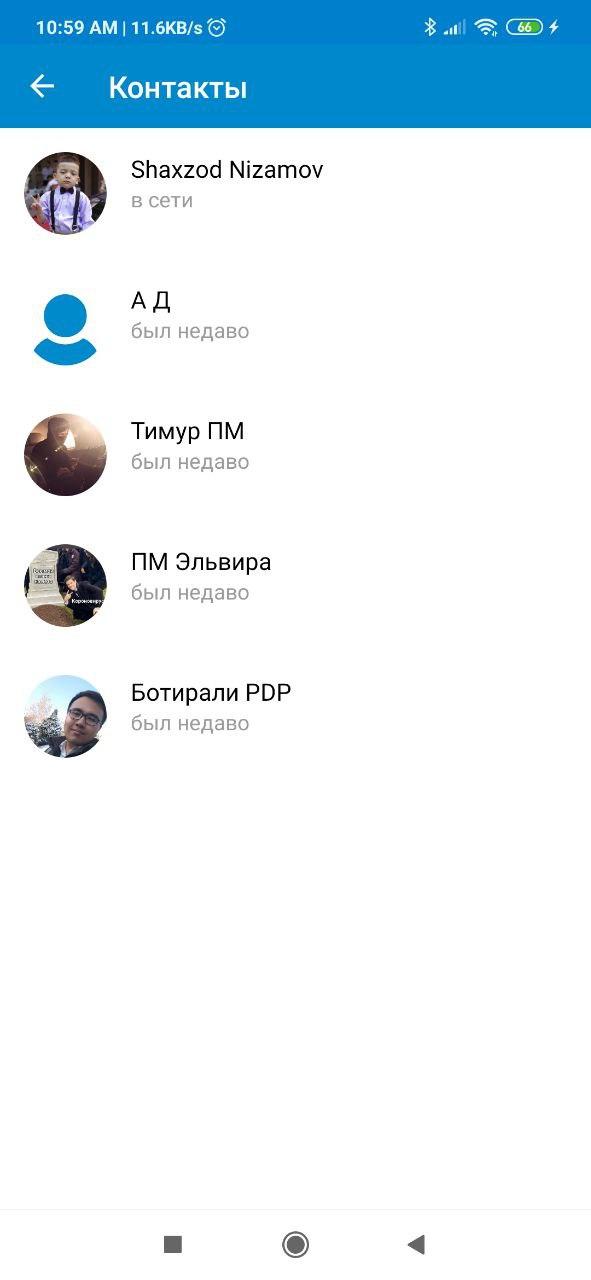 10:59 AM | 11.6KB/s
66
Контакты
Shaxzod Nizamov
в сети
А Д
был недаво
Тимур ПМ
был недаво
ПМ Эльвира
был недаво
Короновирус
Ботирали PDP
был недаво